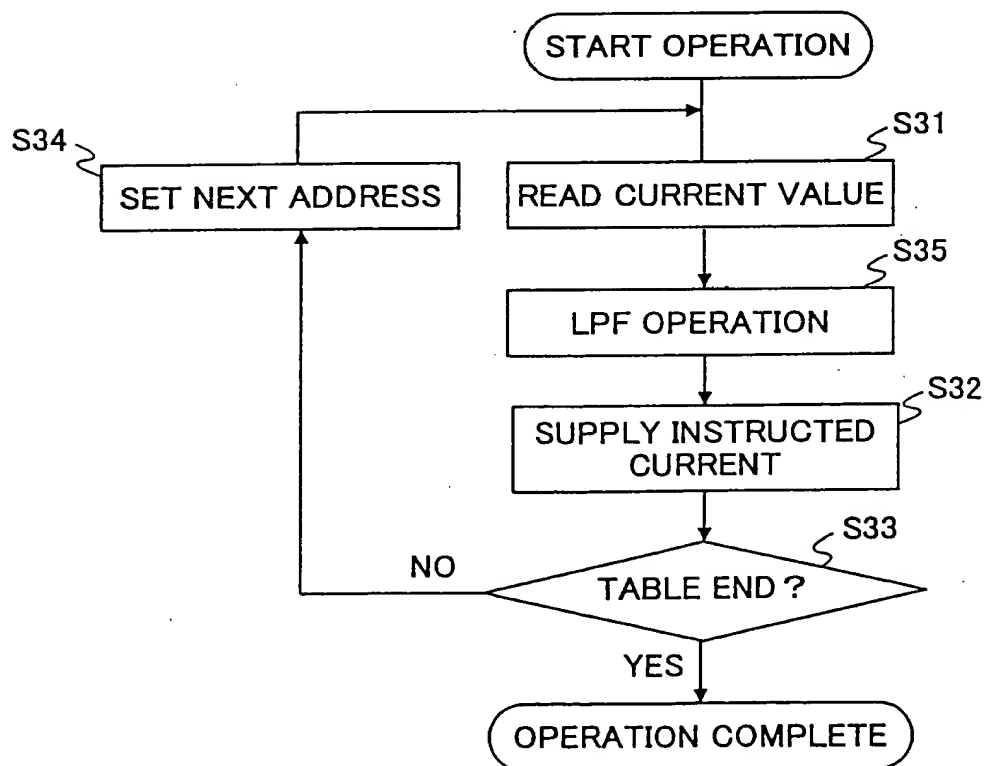 START OPERATION
S31
S34
SET NEXT ADDRESS
READ CURRENT VALUE
S35
LPF OPERATION
S32
SUPPLY INSTRUCTED
CURRENT
S33
NO
TABLE END ?
YES
OPERATION COMPLETE